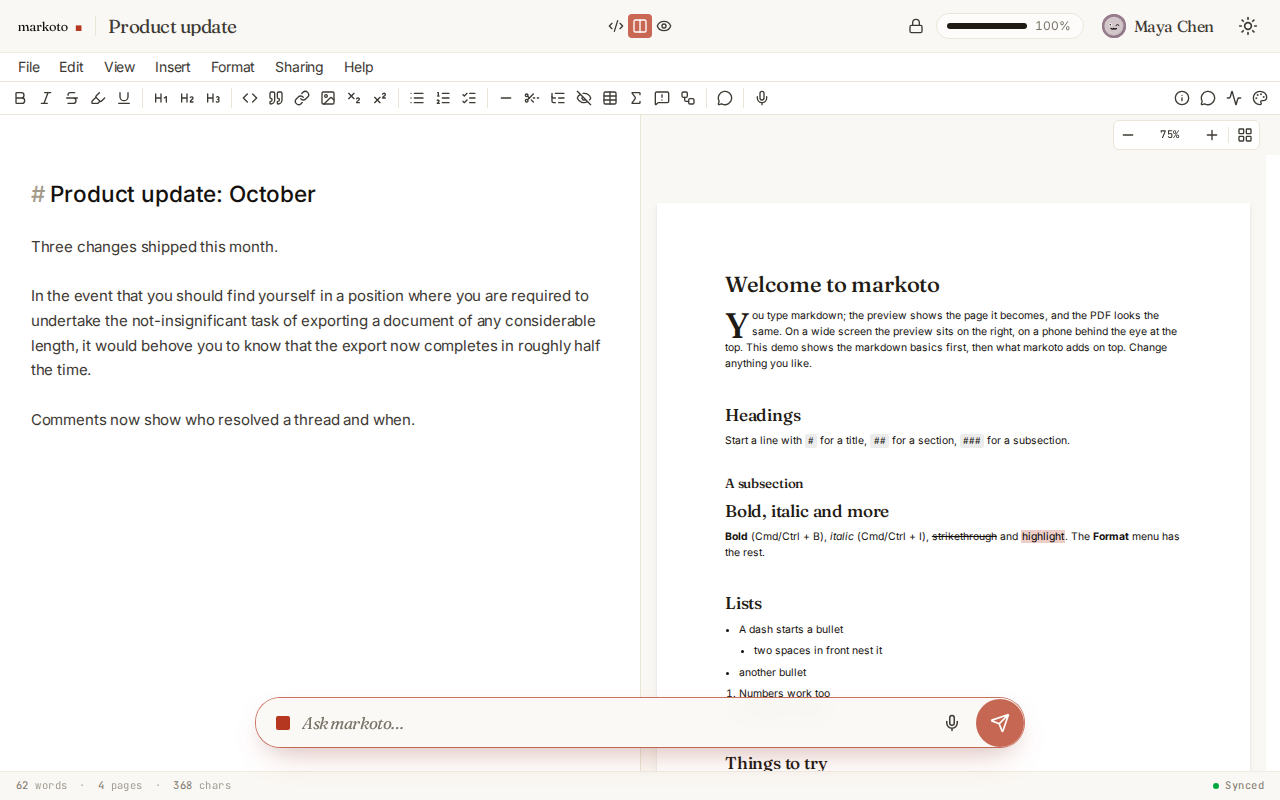 markoto
Product update
100%
Maya Chen
File Edit View Insert Format Sharing Help
H1 H2 H3
75%
# Product update: October
Three changes shipped this month.
In the event that you should find yourself in a position where you are required to
undertake the not-insignificant task of exporting a document of any considerable
length, it would behove you to know that the export now completes in roughly half
the time.
Comments now show who resolved a thread and when.
Welcome to markoto
You type markdown; the preview shows the page it becomes, and the PDF looks the
same. On a wide screen the preview sits on the right, on a phone behind the eye at the
top. This demo shows the markdown basics first, then what markoto adds on top. Change
anything you like.
Headings
Start a line with # for a title, ## for a section, ### for a subsection.
A subsection
Bold, italic and more
Bold (Cmd/Ctrl + B), italic (Cmd/Ctrl + I), strikethrough and highlight. The Format menu has
the rest.
Lists
• A dash starts a bullet
• two spaces in front nest it
• another bullet
1. Numbers work too
Things to try
Ask markoto...
62 words · 4 pages · 368 chars
Synced